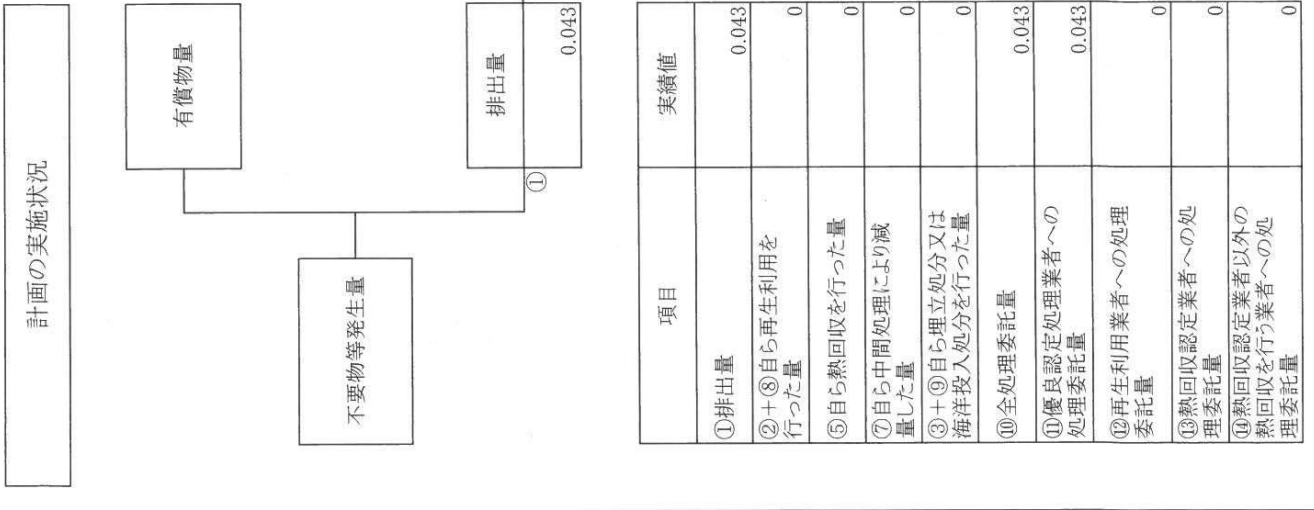 計画の実施状況
有償物量
不要物等発生量
排出量
①
0.043
項目
実績値
①排出量
0.043
②+⑧自ら再生利用を
行った量
0
⑤自ら熱回収を行った量
0
⑦自ら中間処理により減
量した量
0
③+⑨自ら埋立処分又は
海洋投入処分を行った量
0
⑩全処理委託量
0.043
⑪優良認定処理業者への
処理委託量
0.043
⑫再生利用業者への処理
委託量
0
⑬熱回収認定業者への処
理委託量
0
⑭熱回収認定業者以外の
熱回収を行う業者への処
理委託量
0